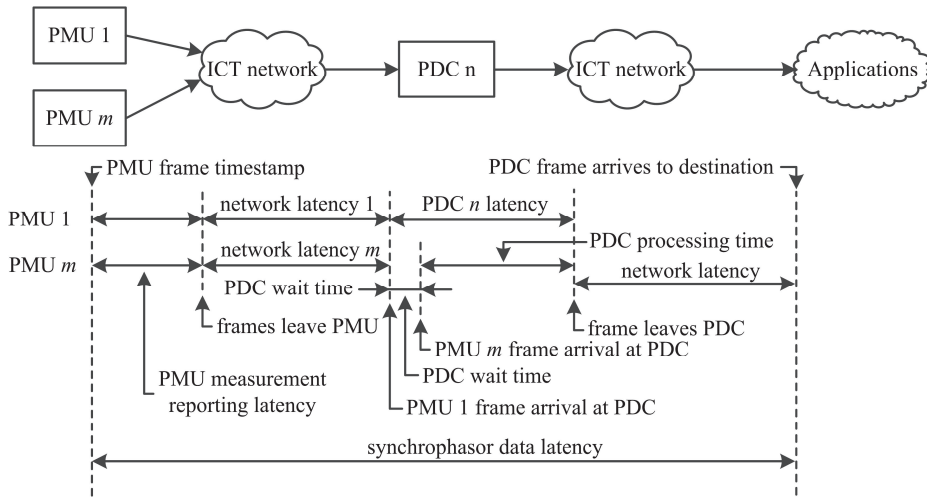 PMU 1
ICT network
PDC n
ICT network
Applications
PMU m
PMU frame timestamp
PDC frame arrives to destination
PMU 1
network latency 1
PDC n latency
PMU m
network latency m
PDC processing time
PDC wait time
network latency
frames leave PMU
frame leaves PDC
PMU m frame arrival at PDC
PMU measurement
reporting latency
PDC wait time
PMU 1 frame arrival at PDC
synchrophasor data latency